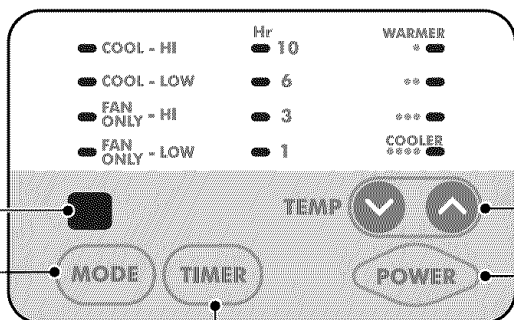 Hr WARMER
COOL - HI 10 *
COOL - LOW 6 **
FAN ONLY - HI 3 ***
COOLER
FAN ONLY - LOW 1 ****
TEMP
MODE TIMER POWER